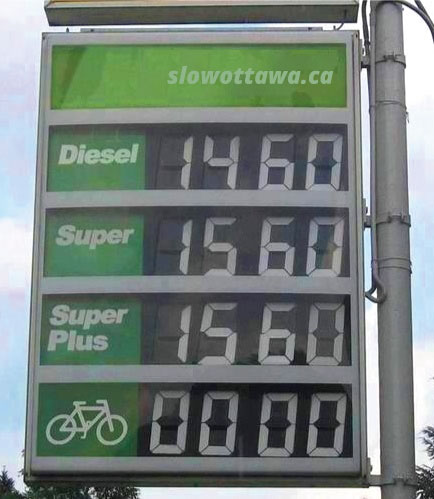 slowottawa.ca
Diesel 1460
Super 1560
Super
Plus 1560
0000